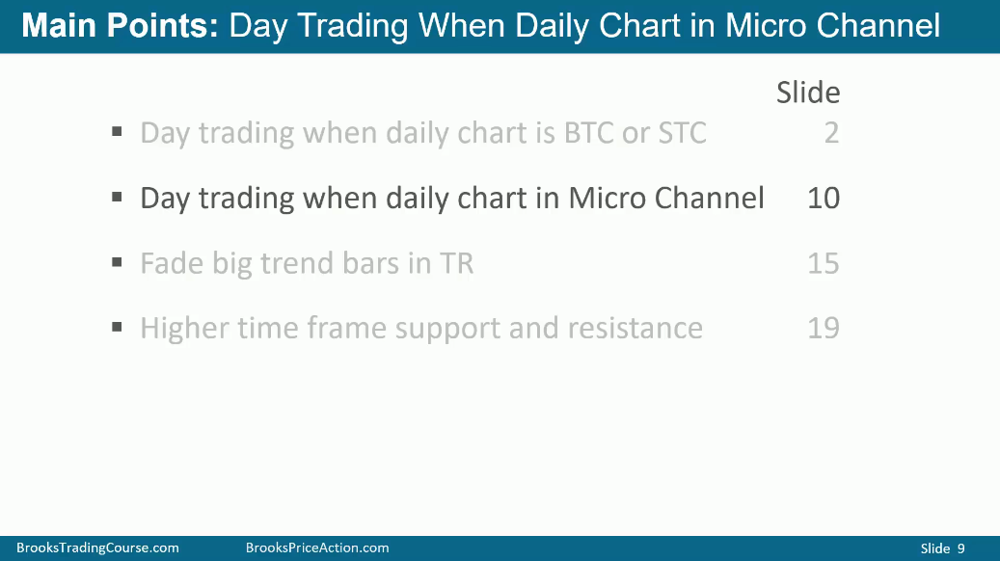 Main Points: Day Trading When Daily Chart in Micro Channel
Slide
▪ Day trading when daily chart is BTC or STC 2
▪ Day trading when daily chart in Micro Channel 10
▪ Fade big trend bars in TR 15
▪ Higher time frame support and resistance 19
BrooksTradingCourse.com BrooksPriceAction.com Slide 9